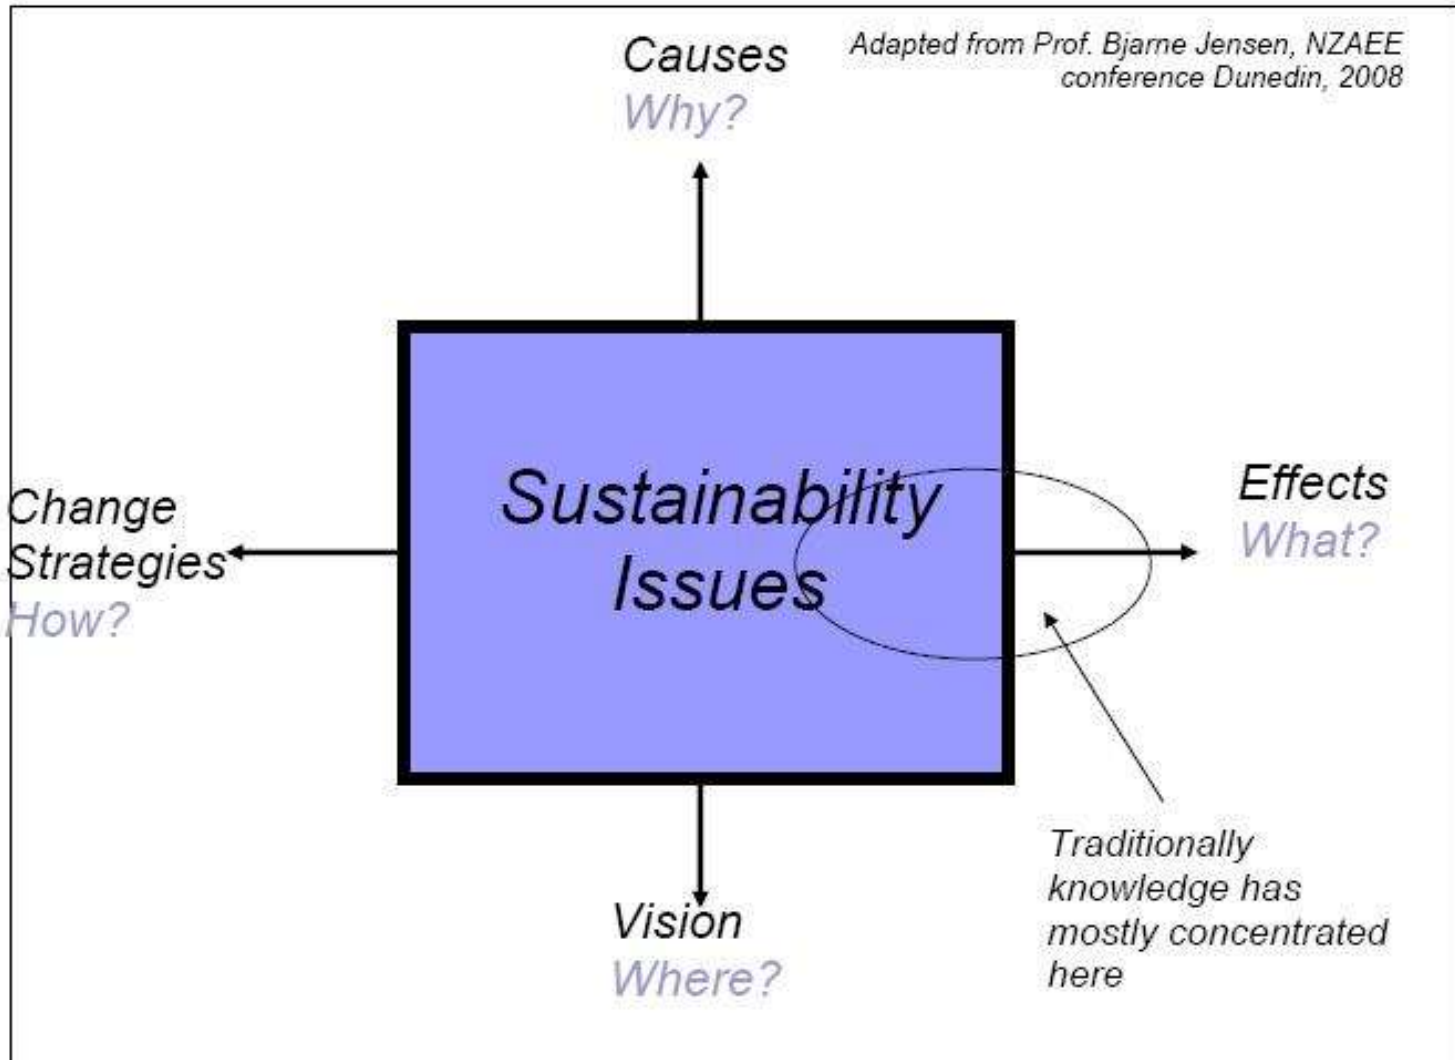 Causes
Why?
Adapted from Prof. Bjarne Jensen, NZAEE
conference Dunedin, 2008
Sustainability
Issues
Effects
What?
Change
Strategies
How?
Traditionally
knowledge has
mostly concentrated
here
Vision
Where?